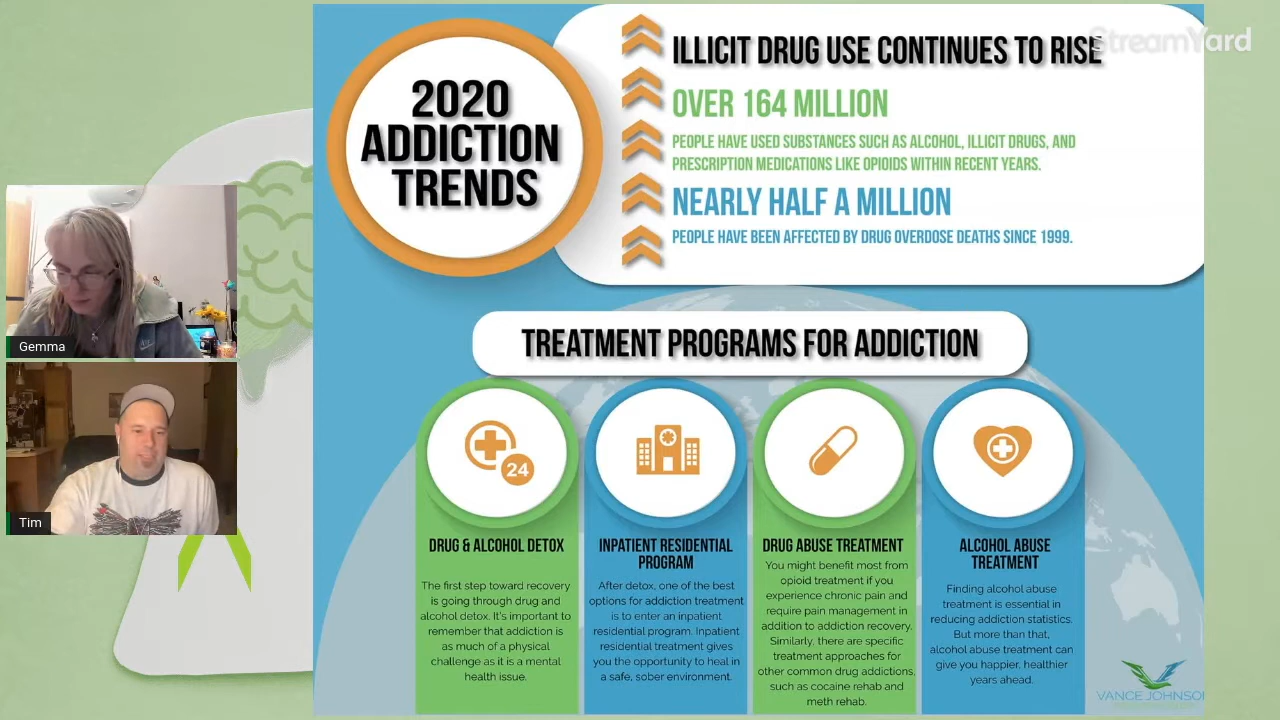 StreamYard
2020
ADDICTION
TRENDS
ILLICIT DRUG USE CONTINUES TO RISE
OVER 164 MILLION
PEOPLE HAVE USED SUBSTANCES SUCH AS ALCOHOL, ILLICIT DRUGS, AND
PRESCRIPTION MEDICATIONS LIKE OPIOIDS WITHIN RECENT YEARS.
NEARLY HALF A MILLION
PEOPLE HAVE BEEN AFFECTED BY DRUG OVERDOSE DEATHS SINCE 1999.
Gemma
Tim
TREATMENT PROGRAMS FOR ADDICTION
24
DRUG & ALCOHOL DETOX
The first step toward recovery
is going through drug and
alcohol detox. It's important to
remember that addiction is
as much of a physical
challenge as it is a mental
health issue.
INPATIENT RESIDENTIAL
PROGRAM
After detox, one of the best
options for addiction treatment
is to enter an inpatient
residential program. Inpatient
residential treatment gives
you the opportunity to heal in
a safe, sober environment.
DRUG ABUSE TREATMENT
You might benefit most from
opioid treatment if you
experience chronic pain and
require pain management in
addition to addiction recovery.
Similarly, there are specific
treatment approaches for
other common drug addictions,
such as cocaine rehab and
meth rehab.
ALCOHOL ABUSE
TREATMENT
Finding alcohol abuse
treatment is essential in
reducing addiction statistics.
But more than that,
alcohol abuse treatment can
give you happier, healthier
years ahead.
VANCE JOHNSO